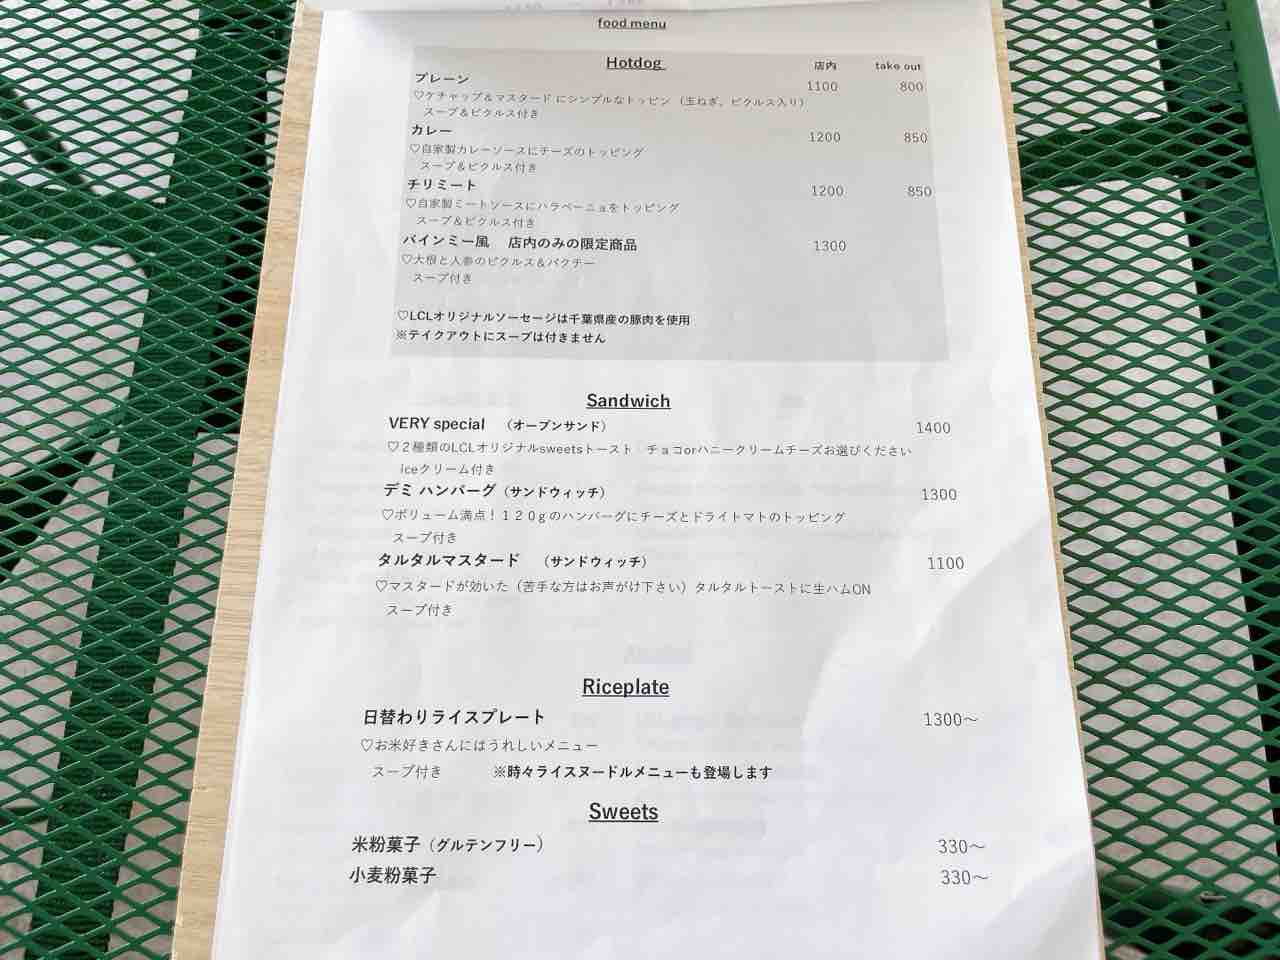 food menu
Hotdog 店内 take out
プレーン 1100 800
♡ケチャップ&マスタード にシンプルなトッピン （玉ねぎ、ピクルス入り）
スープ&ピクルス付き
カレー 1200 850
♡自家製カレーソースにチーズのトッピング
スープ&ピクルス付き
チリミート 1200 850
♡自家製ミートソースにハラペーニョをトッピング
スープ&ピクルス付き
バインミー風 店内のみの限定商品 1300
♡大根と人参のピクルス&パクチー
スープ付き
♡LCLオリジナルソーセージは千葉県産の豚肉を使用
※テイクアウトにスープは付きません
Sandwich
VERY special （オープンサンド） 1400
♡２種類のLCLオリジナルsweetsトースト チョコorハニークリームチーズお選びください
iceクリーム付き
デミ ハンバーグ（サンドウィッチ） 1300
♡ボリューム満点！１２０ｇのハンバーグにチーズとドライトマトのトッピング
スープ付き
タルタルマスタード （サンドウィッチ） 1100
♡マスタードが効いた（苦手な方はお声がけ下さい）タルタルトーストに生ハムON
スープ付き
Riceplate
日替わりライスプレート 1300～
♡お米好きさんにはうれしいメニュー
スープ付き ※時々ライスヌードルメニューも登場します
Sweets
米粉菓子（グルテンフリー） 330～
小麦粉菓子 330～